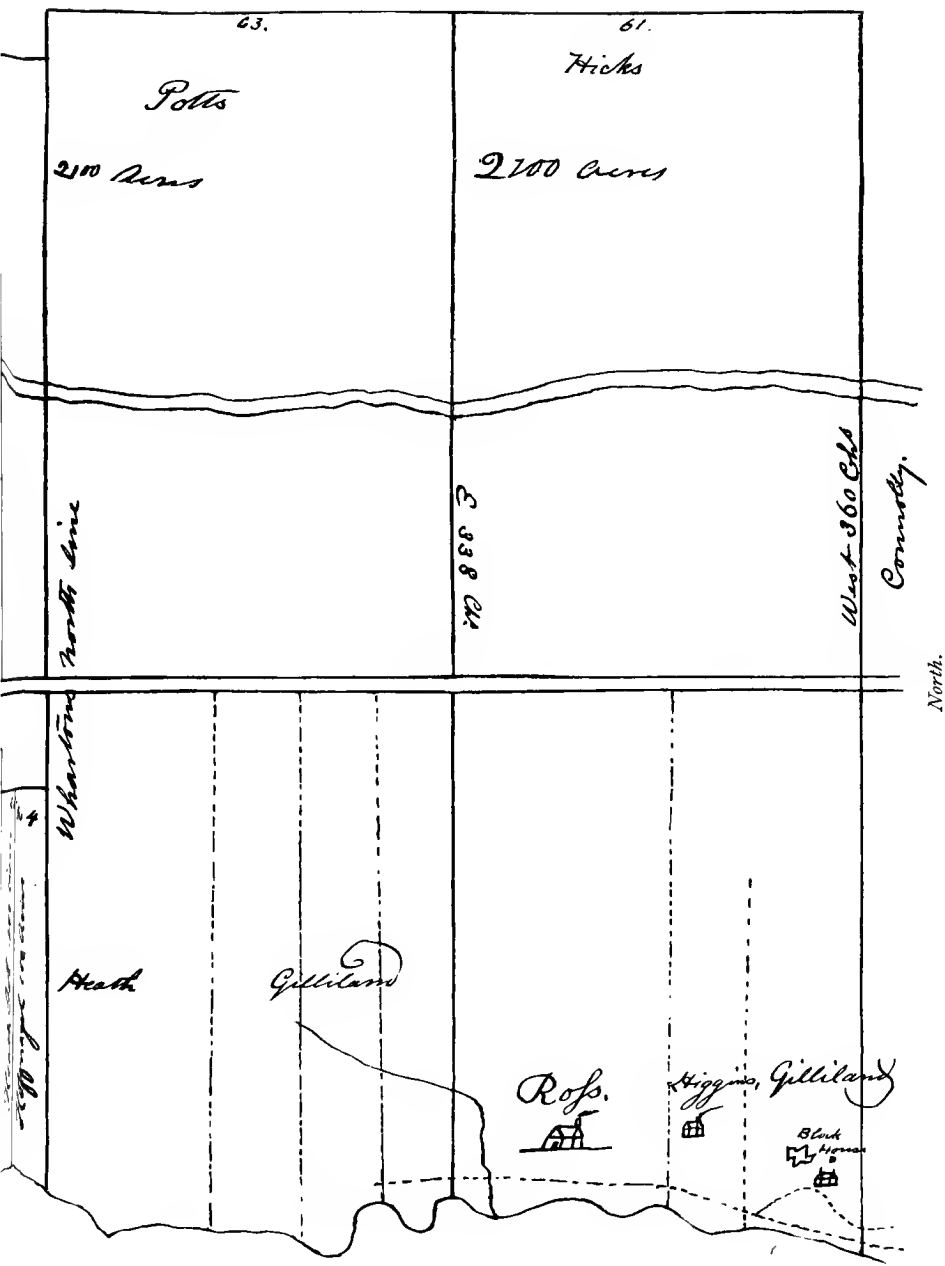 63.
61.
Potts
Hicks
2100 Acres
2700 Acres
Whartons north line
E 338 Ch.
West 360 Chs
Connolly.
North.
4
Heath
Gilliland
Ross.
Higgins,
Gilliland
Block
House